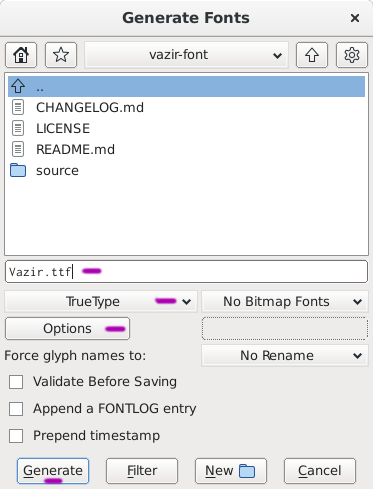 Generate Fonts
vazir-font
..
CHANGELOG.md
LICENSE
README.md
source
Vazir.ttf
TrueType No Bitmap Fonts
Options
Force glyph names to: No Rename
Validate Before Saving
Append a FONTLOG entry
Prepend timestamp
Generate Filter New Cancel